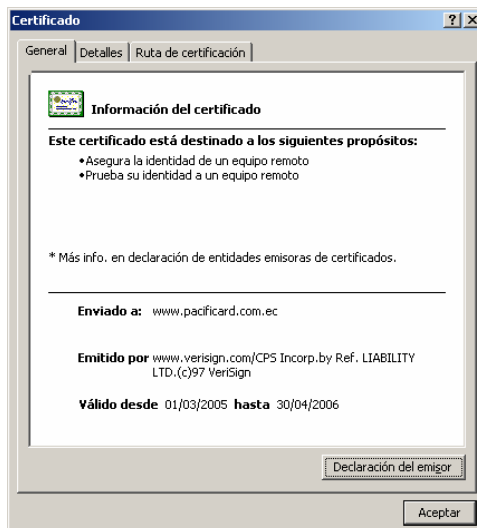 Certificado
General Detalles Ruta de certificación
Información del certificado
Este certificado está destinado a los siguientes propósitos:
•Asegura la identidad de un equipo remoto
•Prueba su identidad a un equipo remoto
* Más info. en declaración de entidades emisoras de certificados.
Enviado a: www.pacificard.com.ec
Emitido por www.verisign.com/CPS Incorp.by Ref. LIABILITY
LTD.(c)97 VeriSign
Válido desde 01/03/2005 hasta 30/04/2006
Declaración del emisor
Aceptar